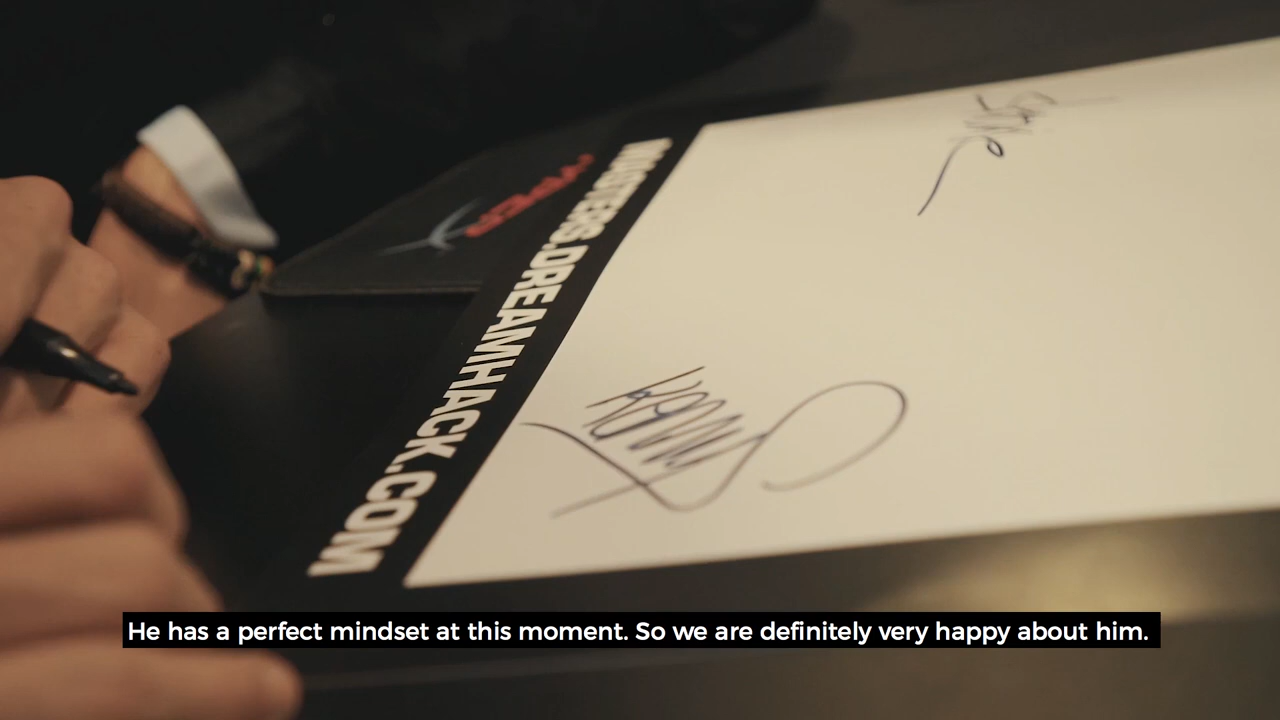 HYPERX
MASTERS.DREAMHACK.COM
He has a perfect mindset at this moment. So we are definitely very happy about him.